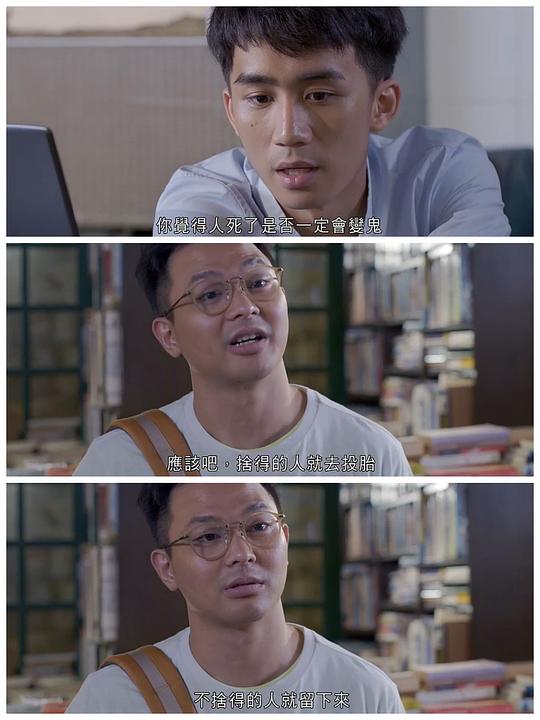 你覺得人死了是否一定會變鬼
應該吧，捨得的人就去投胎
不捨得的人就留下來